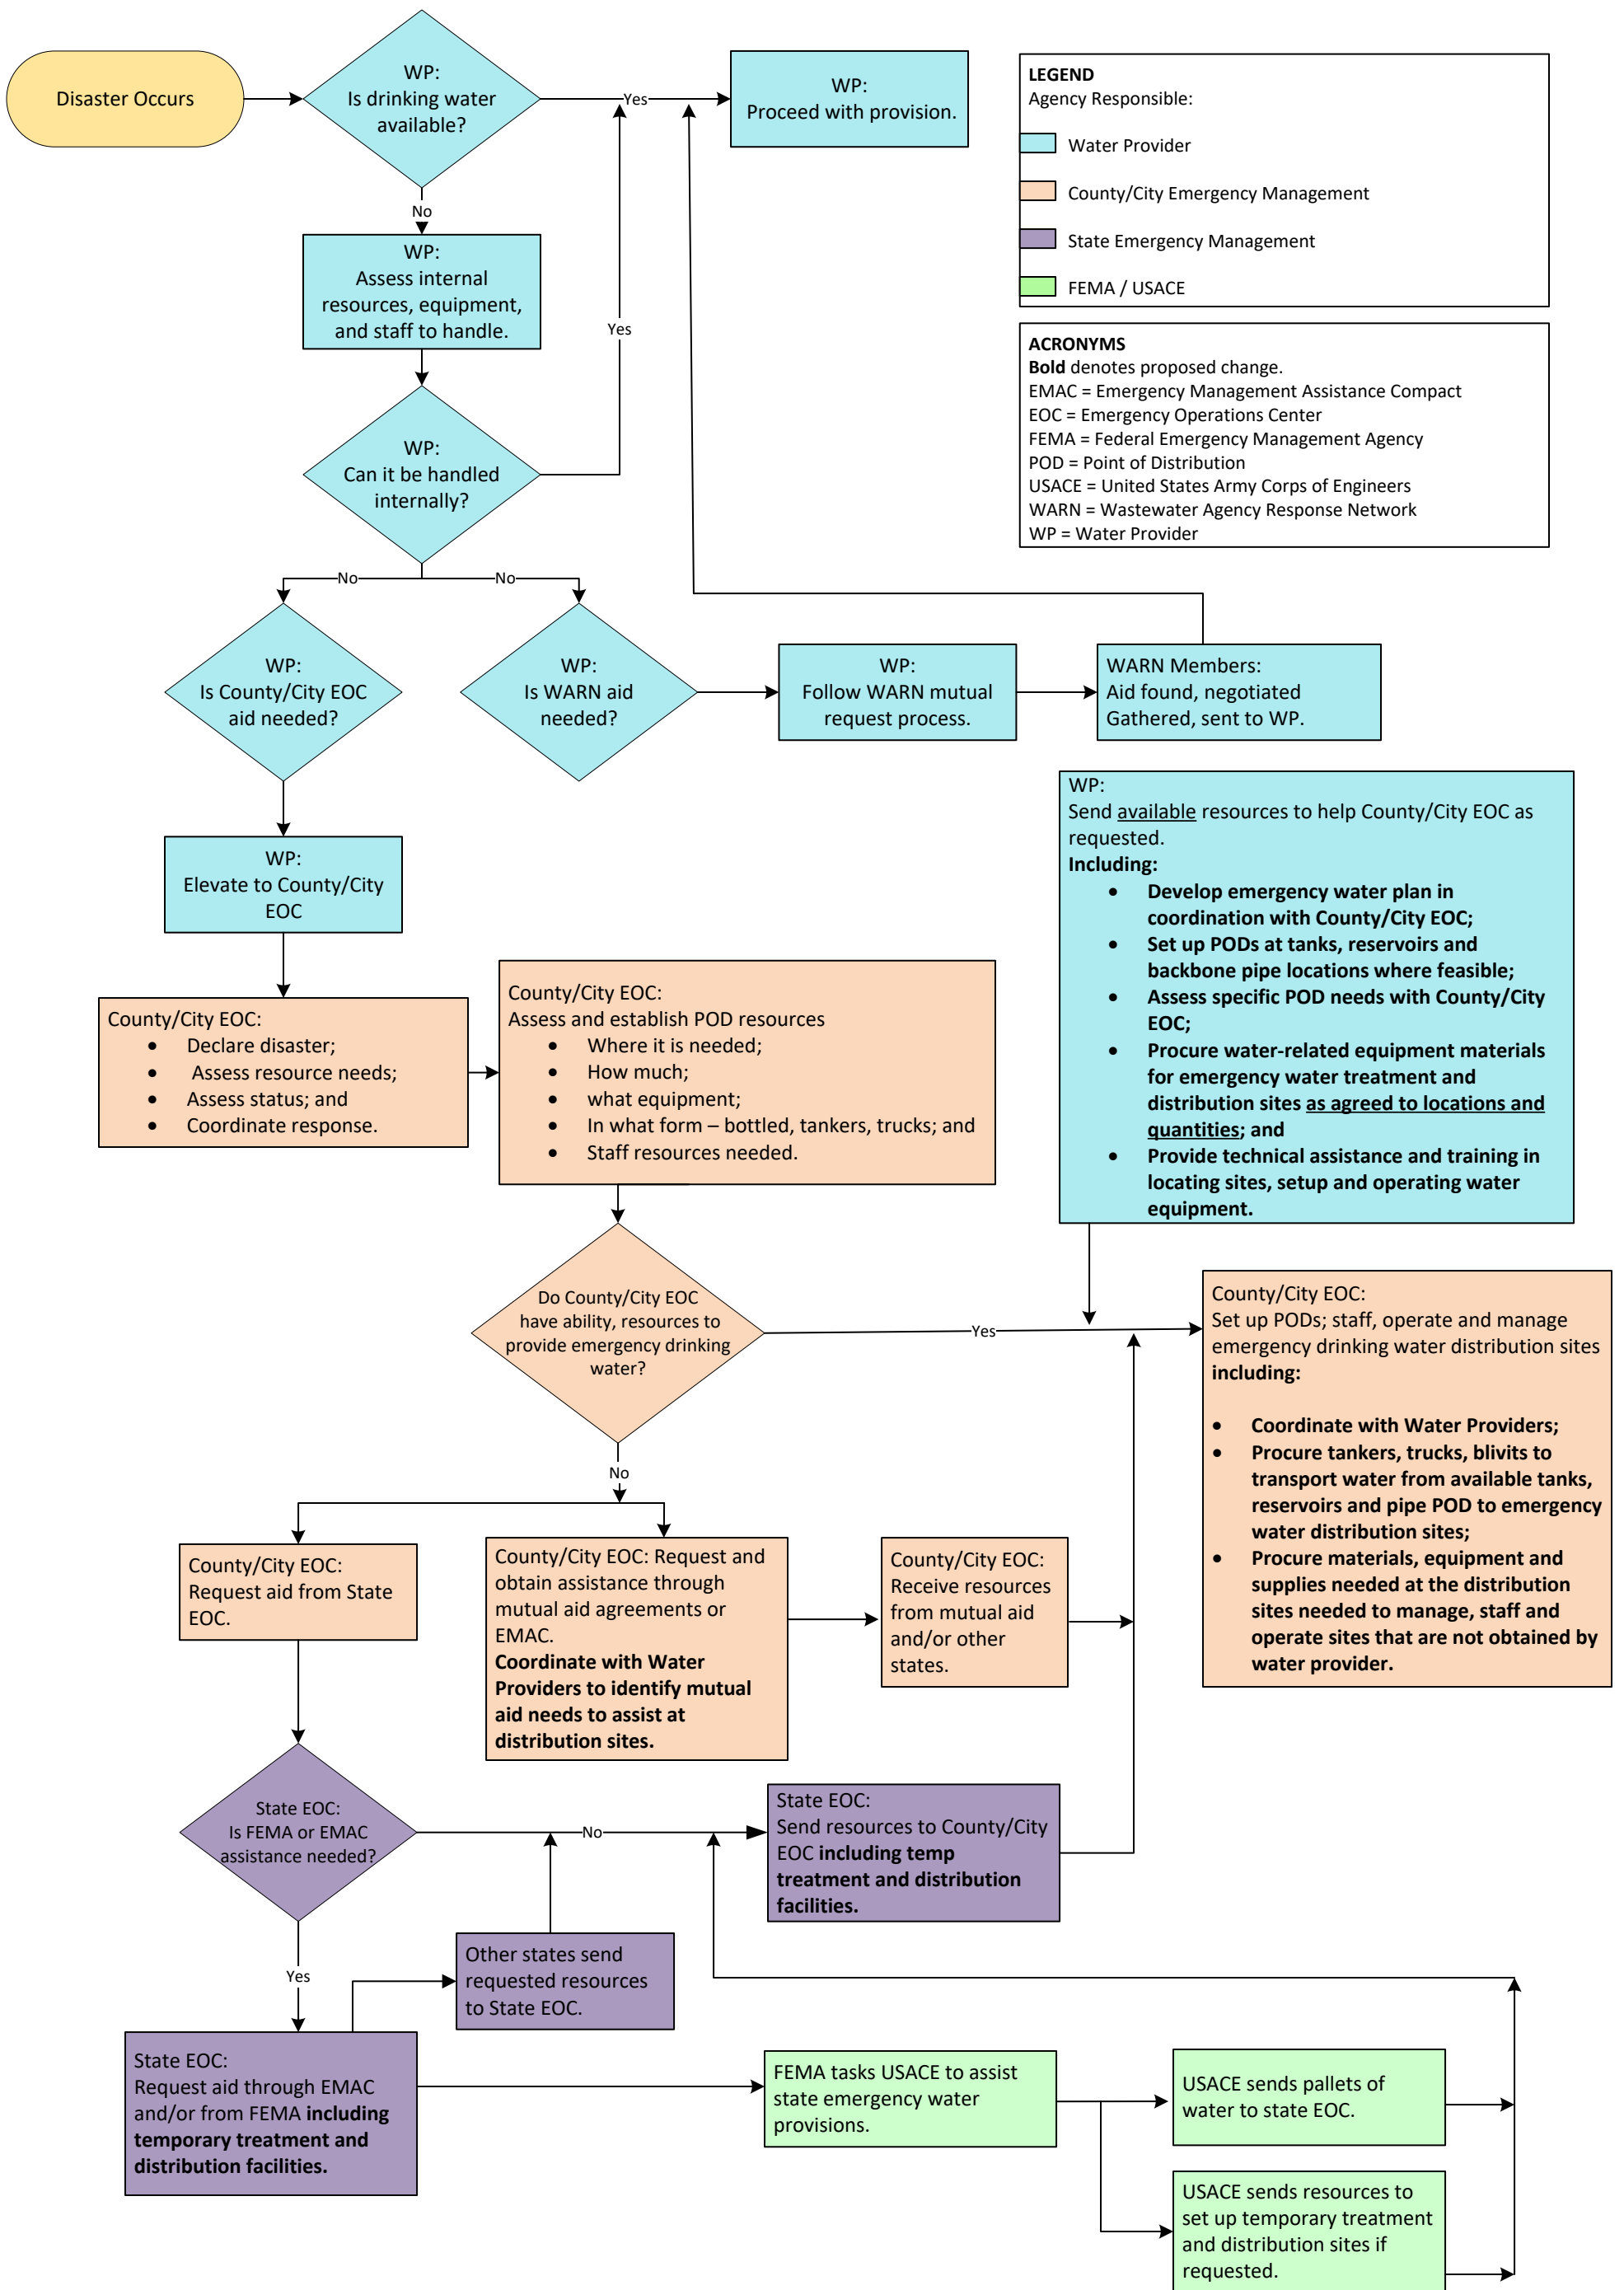 Disaster Occurs
WP:
Is drinking water
available?
Yes
WP:
Proceed with provision.
LEGEND
Agency Responsible:
Water Provider
County/City Emergency Management
State Emergency Management
FEMA / USACE
ACRONYMS
Bold denotes proposed change.
EMAC = Emergency Management Assistance Compact
EOC = Emergency Operations Center
FEMA = Federal Emergency Management Agency
POD = Point of Distribution
USACE = United States Army Corps of Engineers
WARN = Wastewater Agency Response Network
WP = Water Provider
No
WP:
Assess internal
resources, equipment,
and staff to handle.
Yes
WP:
Can it be handled
internally?
No
No
WP:
Is County/City EOC
aid needed?
WP:
Is WARN aid
needed?
WP:
Follow WARN mutual
request process.
WARN Members:
Aid found, negotiated
Gathered, sent to WP.
WP:
Elevate to County/City
EOC
WP:
Send available resources to help County/City EOC as
requested.
Including:
• Develop emergency water plan in
coordination with County/City EOC;
• Set up PODs at tanks, reservoirs and
backbone pipe locations where feasible;
• Assess specific POD needs with County/City
EOC;
• Procure water-related equipment materials
for emergency water treatment and
distribution sites as agreed to locations and
quantities; and
• Provide technical assistance and training in
locating sites, setup and operating water
equipment.
County/City EOC:
• Declare disaster;
• Assess resource needs;
• Assess status; and
• Coordinate response.
County/City EOC:
Assess and establish POD resources
• Where it is needed;
• How much;
• what equipment;
• In what form – bottled, tankers, trucks; and
• Staff resources needed.
Do County/City EOC
have ability, resources to
provide emergency drinking
water?
Yes
County/City EOC:
Set up PODs; staff, operate and manage
emergency drinking water distribution sites
including:
• Coordinate with Water Providers;
• Procure tankers, trucks, blivits to
transport water from available tanks,
reservoirs and pipe POD to emergency
water distribution sites;
• Procure materials, equipment and
supplies needed at the distribution
sites needed to manage, staff and
operate sites that are not obtained by
water provider.
No
County/City EOC:
Request aid from State
EOC.
County/City EOC: Request and
obtain assistance through
mutual aid agreements or
EMAC.
Coordinate with Water
Providers to identify mutual
aid needs to assist at
distribution sites.
County/City EOC:
Receive resources
from mutual aid
and/or other
states.
State EOC:
Is FEMA or EMAC
assistance needed?
No
State EOC:
Send resources to County/City
EOC including temp
treatment and distribution
facilities.
Yes
Other states send
requested resources
to State EOC.
State EOC:
Request aid through EMAC
and/or from FEMA including
temporary treatment and
distribution facilities.
FEMA tasks USACE to assist
state emergency water
provisions.
USACE sends pallets of
water to state EOC.
USACE sends resources to
set up temporary treatment
and distribution sites if
requested.